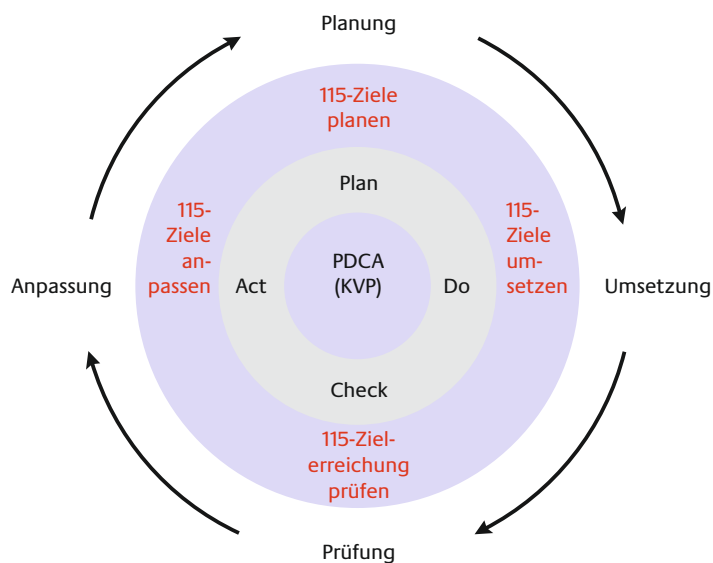 Planung
115-Ziele
planen
Plan
115-
Ziele
an-
passen
Anpassung
Act
PDCA
(KVP)
Do
115-
Ziele
um-
setzen
Umsetzung
Check
115-Ziel-
erreichung
prüfen
Prüfung